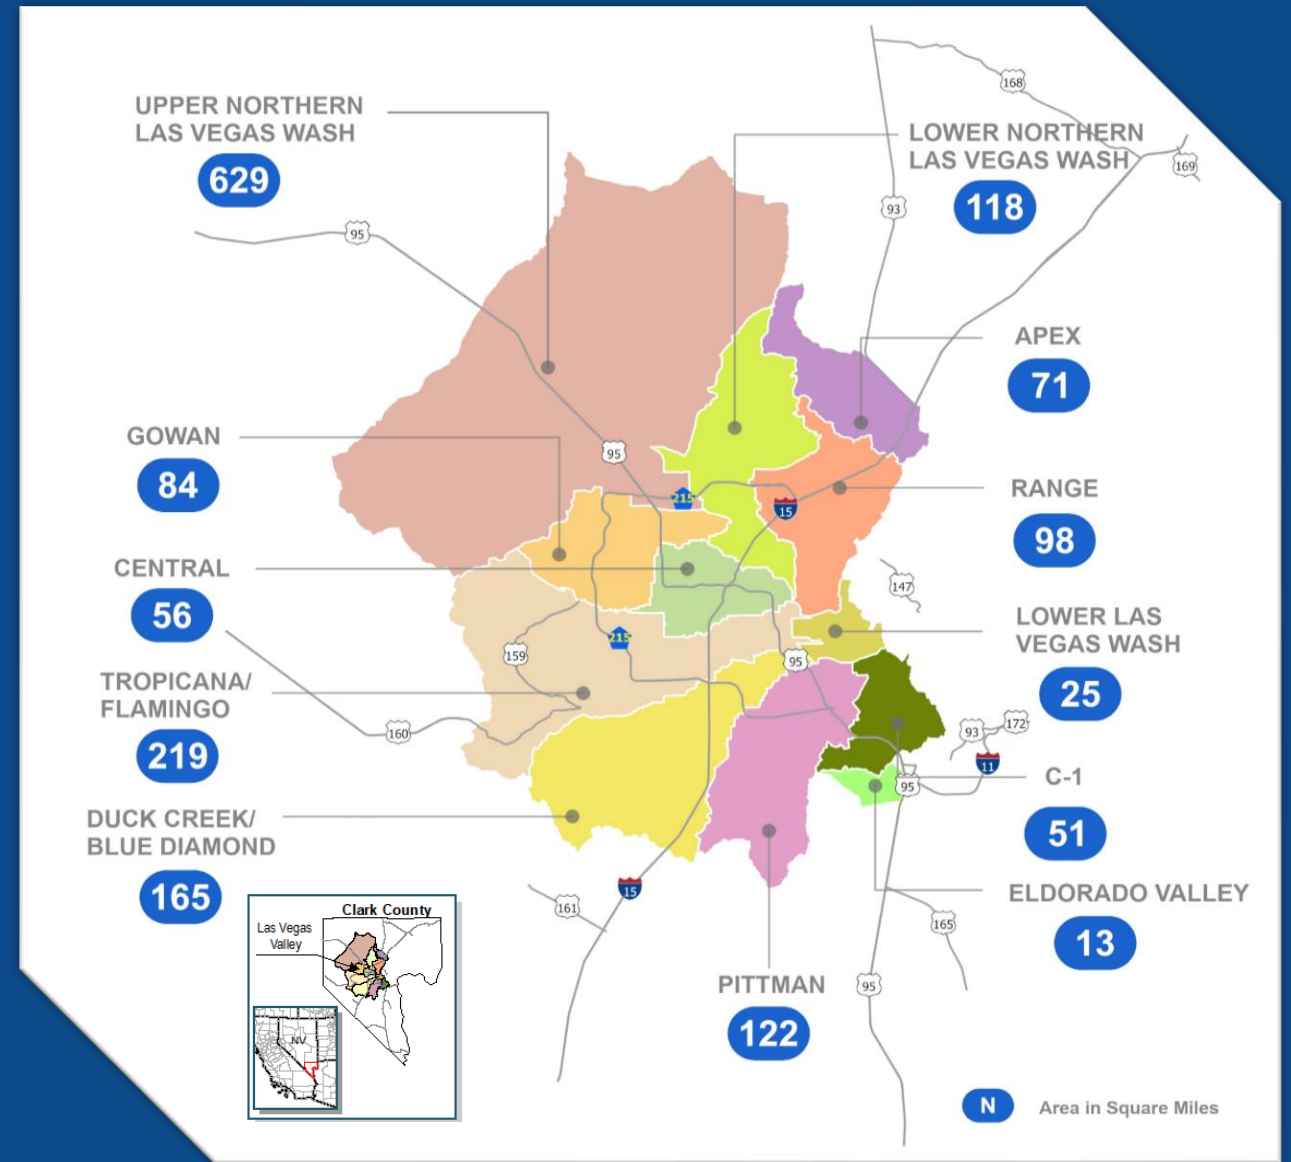 UPPER NORTHERN
LAS VEGAS WASH
629
LOWER NORTHERN
LAS VEGAS WASH
118
168
169
93
95
APEX
71
GOWAN
84
95
215
15
RANGE
98
CENTRAL
56
147
LOWER LAS
VEGAS WASH
25
215
159
95
TROPICANA/
FLAMINGO
219
160
93
172
11
C-1
51
95
DUCK CREEK/
BLUE DIAMOND
165
15
161
ELDORADO VALLEY
13
165
95
PITTMAN
122
Clark County
Las Vegas
Valley
NV
N
Area in Square Miles